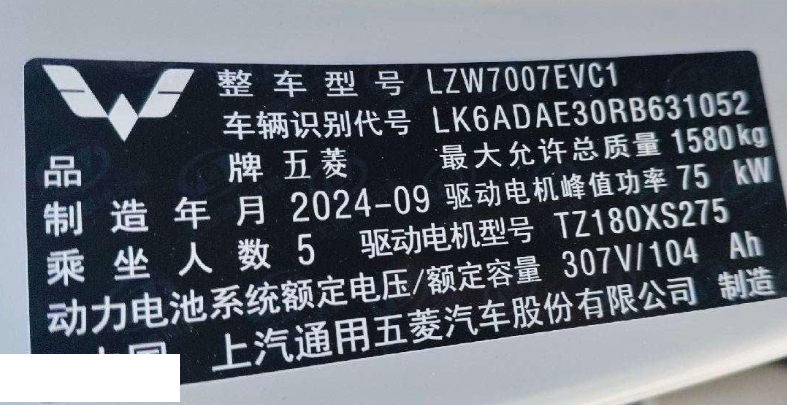 整车型号 LZW7007EVC1
车辆识别代号 LK6ADAE30RB631052
品牌 五菱 最大允许总质量 1580kg
制造年月 2024-09 驱动电机峰值功率 75 kW
乘坐人数 5 驱动电机型号 TZ180XS275
动力电池系统额定电压/额定容量 307V/104 Ah
上汽通用五菱汽车股份有限公司 制造